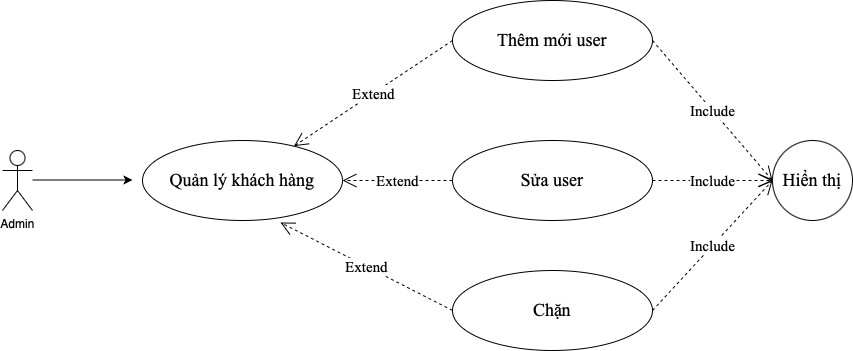 Thêm mới user
Extend
Include
Admin
Quản lý khách hàng
Extend
Sửa user
Include
Hiển thị
Extend
Include
Chặn